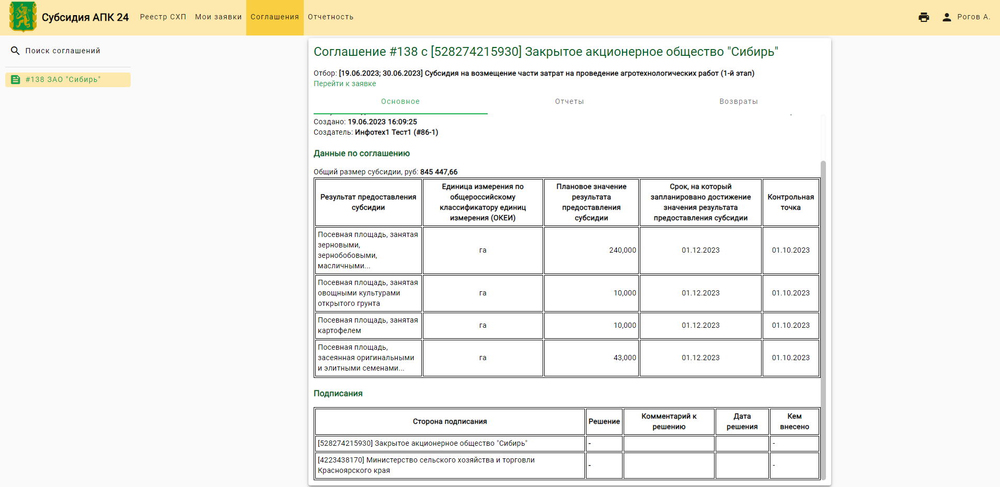 Субсидия АПК 24
Реестр СХП
Мои заявки
Соглашения
Отчетность
Рогов А.
Поиск соглашений
#138 ЗАО "Сибирь"
Соглашение #138 с [528274215930] Закрытое акционерное общество "Сибирь"
Отбор: [19.06.2023; 30.06.2023] Субсидия на возмещение части затрат на проведение агротехнологических работ (1-й этап)
Перейти к заявке
Основное
Отчеты
Возвраты
Создано: 19.06.2023 16:09:25
Создатель: Инфотех1 Тест1 (#86-1)
Данные по соглашению
Общий размер субсидии, руб: 845 447,66
Результат предоставления
субсидии
Единица измерения по
общероссийскому
классификатору единиц
измерения (ОКЕИ)
Плановое значение
результата
предоставления
субсидии
Срок, на который
запланировано достижение
значения результата
предоставления субсидии
Контрольная
точка
Посевная площадь, занятая
зерновыми,
зернобобовыми,
масличными...
га
240,000
01.12.2023
01.10.2023
Посевная площадь, занятая
овощными культурами
открытого грунта
га
10,000
01.12.2023
01.10.2023
Посевная площадь, занятая
картофелем
га
10,000
01.12.2023
01.10.2023
Посевная площадь,
засеянная оригинальными
и элитными семенами...
га
43,000
01.12.2023
01.10.2023
Подписания
Сторона подписания
Решение
Комментарий к
решению
Дата
решения
Кем
внесено
[528274215930] Закрытое акционерное общество "Сибирь"
-
-
[4223438170] Министерство сельского хозяйства и торговли
Красноярского края
-
-